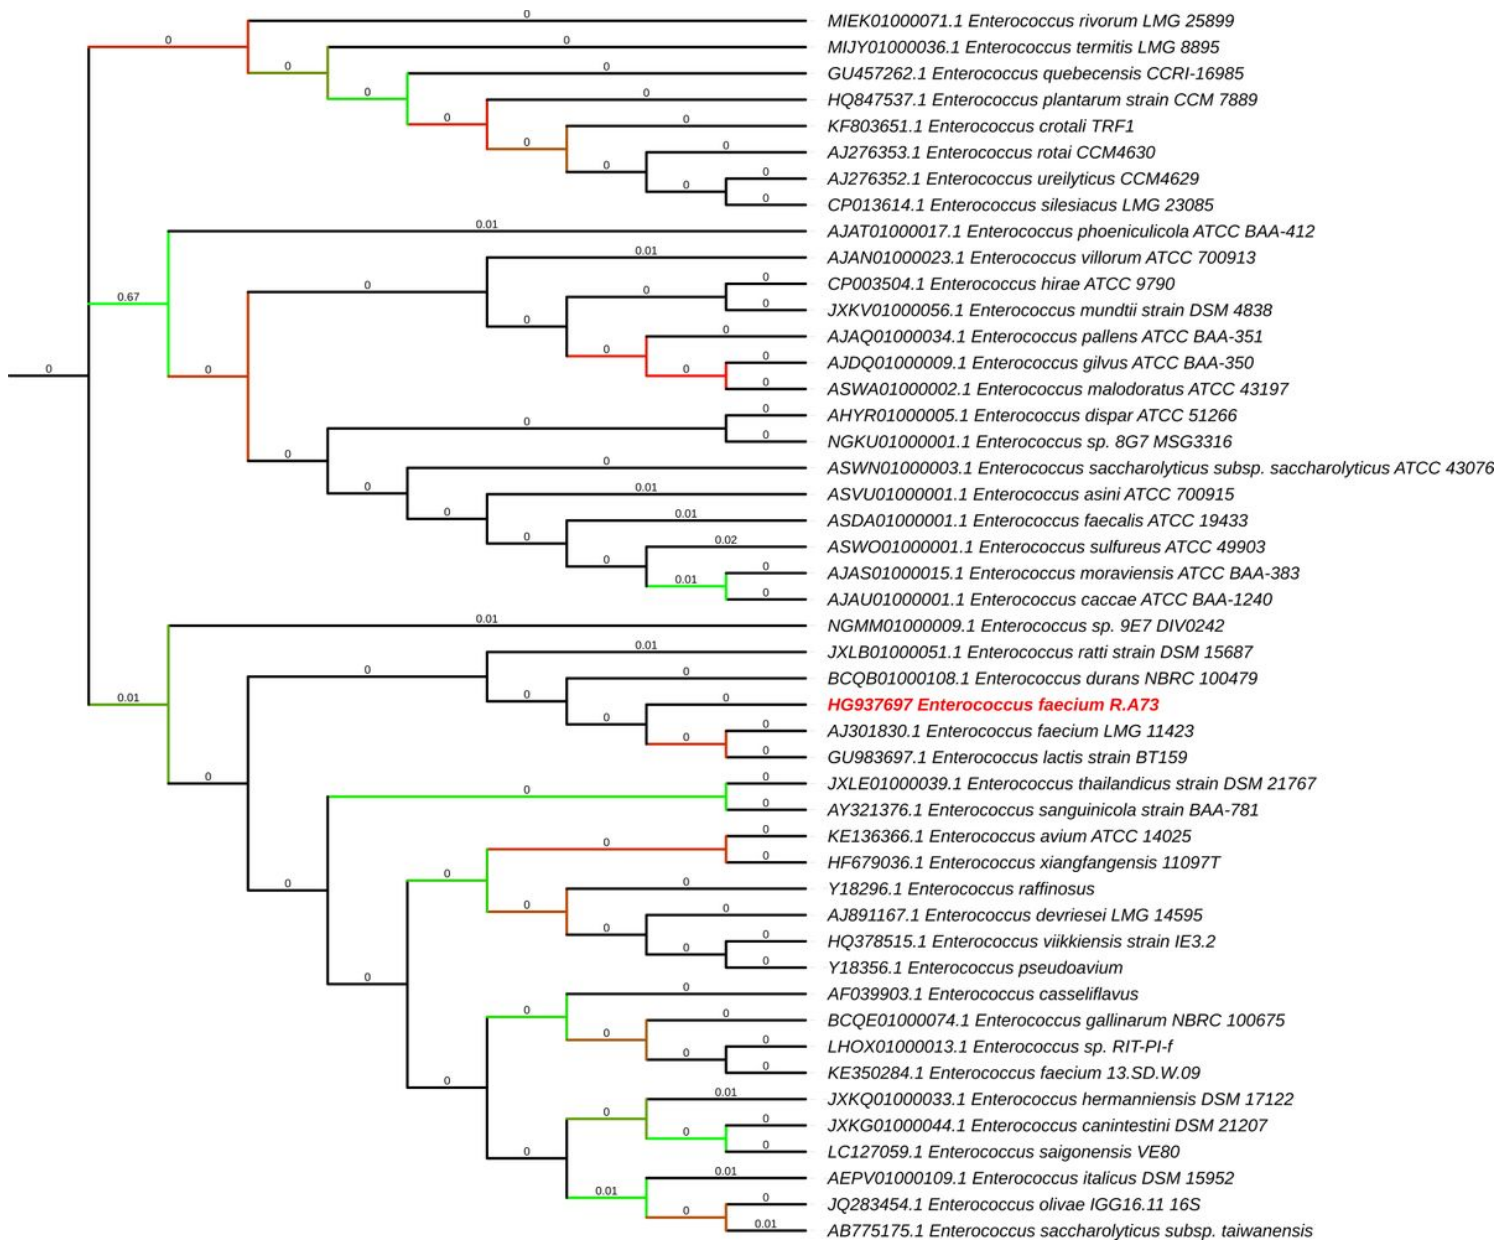 0
MIEK01000071.1 Enterococcus rivorum LMG 25899
0
0
MIJY01000036.1 Enterococcus termitis LMG 8895
0
0
GU457262.1 Enterococcus quebecensis CCRI-16985
0
0
HQ847537.1 Enterococcus plantarum strain CCM 7889
0
0
KF803651.1 Enterococcus crotali TRF1
0
0
AJ276353.1 Enterococcus rotai CCM4630
0
0
AJ276352.1 Enterococcus ureilyticus CCM4629
0
0
CP013614.1 Enterococcus silesiacus LMG 23085
0.01
AJAT01000017.1 Enterococcus phoeniculicola ATCC BAA-412
0.01
AJAN01000023.1 Enterococcus villorum ATCC 700913
0
0
CP003504.1 Enterococcus hirae ATCC 9790
0.67
0
0
JXKV01000056.1 Enterococcus mundtii strain DSM 4838
0
0
AJAQ01000034.1 Enterococcus pallens ATCC BAA-351
0
0
AJDQ01000009.1 Enterococcus gilvus ATCC BAA-350
0
0
0
0
ASWA01000002.1 Enterococcus malodoratus ATCC 43197
0
0
AHYR01000005.1 Enterococcus dispar ATCC 51266
0
NGKU01000001.1 Enterococcus sp. 8G7 MSG3316
0
0
ASWN01000003.1 Enterococcus saccharolyticus subsp. saccharolyticus ATCC 43076
0
0.01
ASVU01000001.1 Enterococcus asini ATCC 700915
0
0.01
ASDA01000001.1 Enterococcus faecalis ATCC 19433
0
0.02
ASWO01000001.1 Enterococcus sulfureus ATCC 49903
0
0
AJAS01000015.1 Enterococcus moraviensis ATCC BAA-383
0.01
0
AJAU01000001.1 Enterococcus caccae ATCC BAA-1240
0.01
NGMM01000009.1 Enterococcus sp. 9E7 DIV0242
0.01
JXLB01000051.1 Enterococcus ratti strain DSM 15687
0
0
BCQB01000108.1 Enterococcus durans NBRC 100479
0.01
0
0
HG937697 Enterococcus faecium R.A73
0
0
AJ301830.1 Enterococcus faecium LMG 11423
0
0
GU983697.1 Enterococcus lactis strain BT159
0
0
JXLE01000039.1 Enterococcus thailandicus strain DSM 21767
0
0
AY321376.1 Enterococcus sanguinicola strain BAA-781
0
KE136366.1 Enterococcus avium ATCC 14025
0
0
HF679036.1 Enterococcus xiangfangensis 11097T
0
0
0
Y18296.1 Enterococcus raffinosus
0
0
AJ891167.1 Enterococcus devriesei LMG 14595
0
0
HQ378515.1 Enterococcus viikkiensis strain IE3.2
0
0
Y18356.1 Enterococcus pseudoavium
0
0
AF039903.1 Enterococcus casseliflavus
0
0
BCQE01000074.1 Enterococcus gallinarum NBRC 100675
0
0
LHOX01000013.1 Enterococcus sp. RIT-PI-f
0
0
KE350284.1 Enterococcus faecium 13.SD.W.09
0
0.01
JXKQ01000033.1 Enterococcus hermanniensis DSM 17122
0
0
JXKG01000044.1 Enterococcus canintestini DSM 21207
0
0
LC127059.1 Enterococcus saigonensis VE80
0
0.01
AEPV01000109.1 Enterococcus italicus DSM 15952
0.01
0
JQ283454.1 Enterococcus olivae IGG16.11 16S
0
0.01
AB775175.1 Enterococcus saccharolyticus subsp. taiwanensis